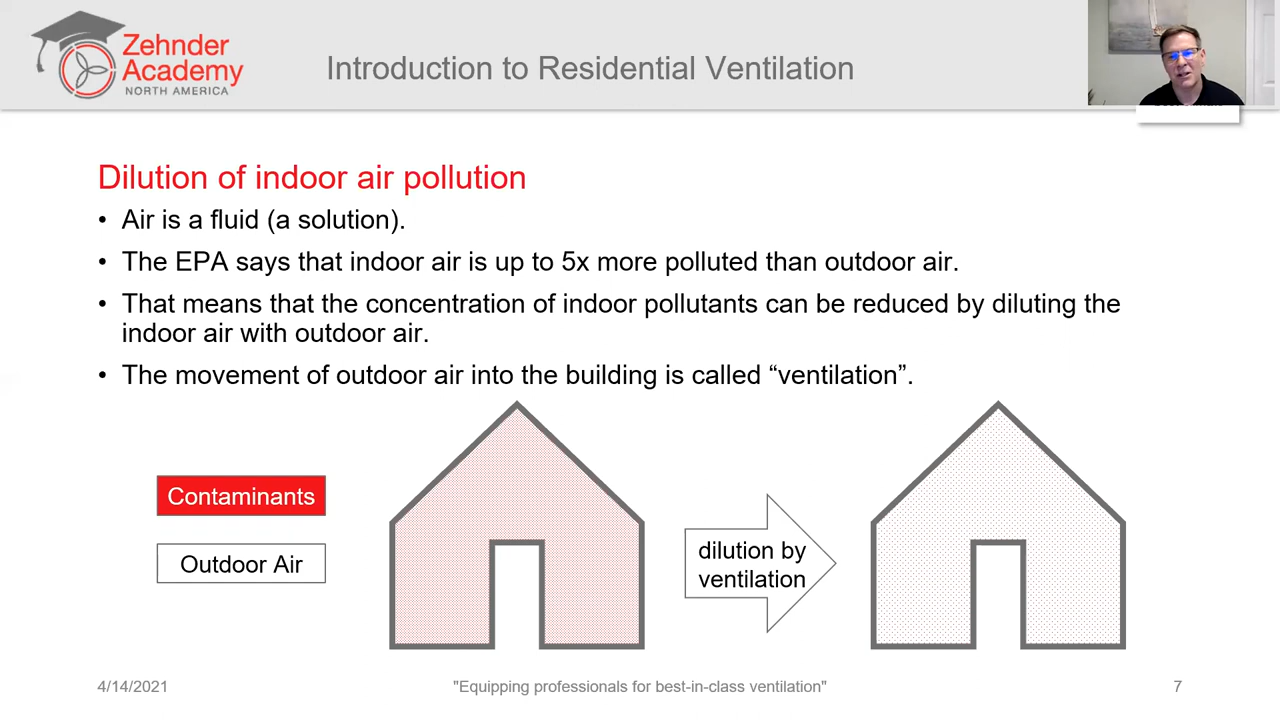 Zehnder
Academy
NORTH AMERICA
Introduction to Residential Ventilation
Dilution of indoor air pollution
• Air is a fluid (a solution).
• The EPA says that indoor air is up to 5x more polluted than outdoor air.
• That means that the concentration of indoor pollutants can be reduced by diluting the
indoor air with outdoor air.
• The movement of outdoor air into the building is called “ventilation”.
Contaminants
Outdoor Air
dilution by
ventilation
4/14/2021
"Equipping professionals for best-in-class ventilation"
7